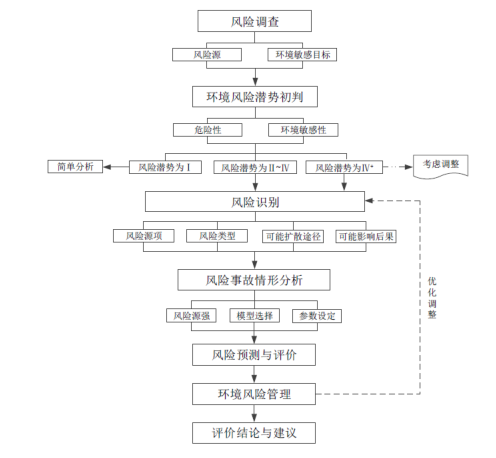 风险调查
风险源
环境敏感目标
环境风险潜势初判
危险性
环境敏感性
简单分析
风险潜势为Ⅰ
风险潜势为Ⅱ~Ⅳ
风险潜势为Ⅳ⁺
考虑调整
风险识别
风险源项
风险类型
可能扩散途径
可能影响后果
风险事故情形分析
优化调整
风险源强
模型选择
参数设定
风险预测与评价
环境风险管理
评价结论与建议